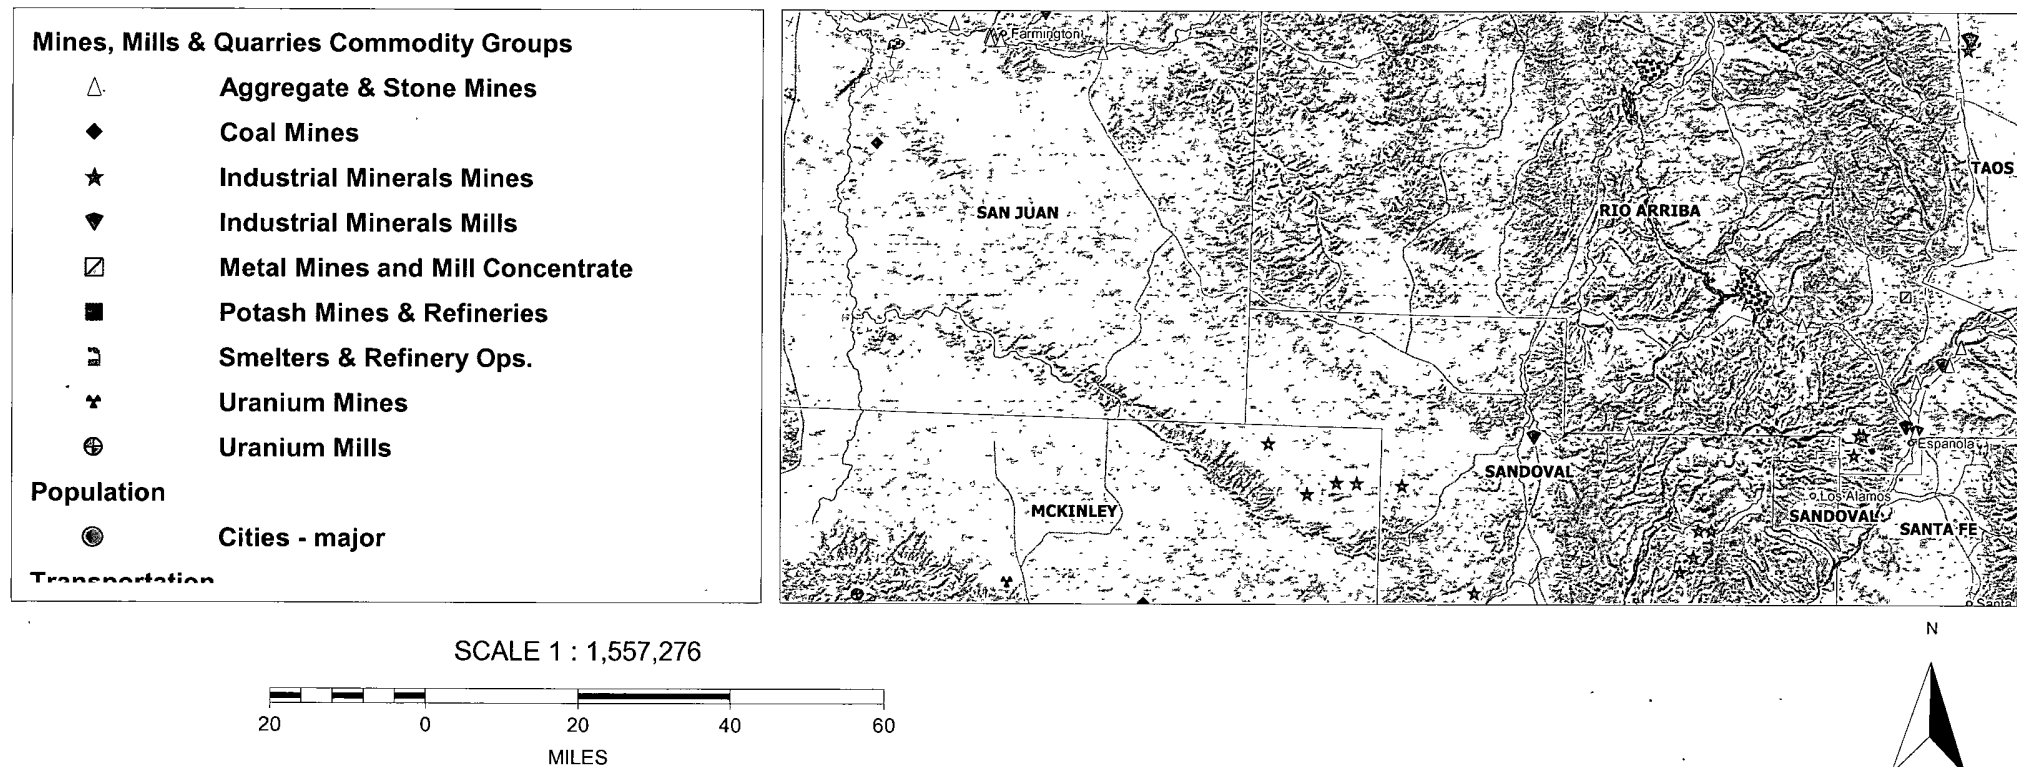 Mines, Mills & Quarries Commodity Groups
Aggregate & Stone Mines
Coal Mines
Industrial Minerals Mines
Industrial Minerals Mills
Metal Mines and Mill Concentrate
Potash Mines & Refineries
Smelters & Refinery Ops.
Uranium Mines
Uranium Mills
Population
Cities - major
Transportation
Farmington
TAOS
SAN JUAN
RIO ARRIBA
Española
SANDOVAL
Los Alamos
MCKINLEY
SANDOVAL
SANTA FE
Santa
SCALE 1 : 1,557,276
20 0 20 40 60
MILES
N